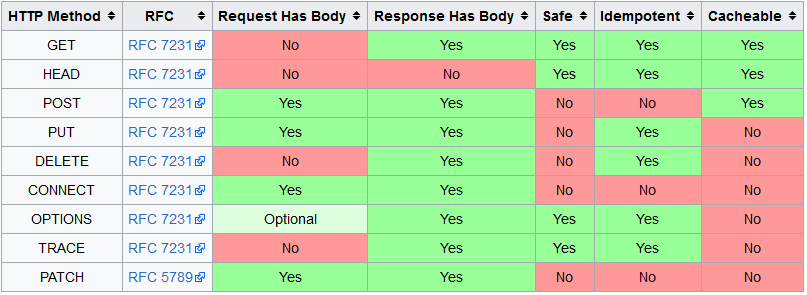 HTTP Method RFC Request Has Body Response Has Body Safe Idempotent Cacheable
GET RFC 7231 No Yes Yes Yes Yes
HEAD RFC 7231 No No Yes Yes Yes
POST RFC 7231 Yes Yes No No Yes
PUT RFC 7231 Yes Yes No Yes No
DELETE RFC 7231 No Yes No Yes No
CONNECT RFC 7231 Yes Yes No No No
OPTIONS RFC 7231 Optional Yes Yes Yes No
TRACE RFC 7231 No Yes Yes Yes No
PATCH RFC 5789 Yes Yes No No No